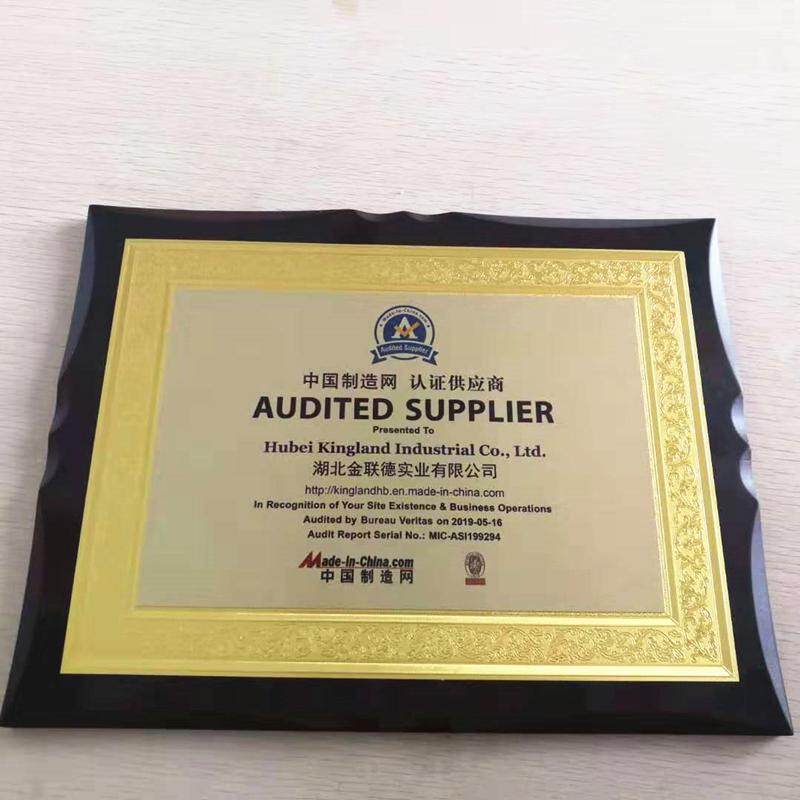 Made-in-China.com
Audited Supplier
中国制造网 认证供应商
AUDITED SUPPLIER
Presented To
Hubei Kingland Industrial Co., Ltd.
湖北金联德实业有限公司
http://kinglandhb.en.made-in-china.com
In Recognition of Your Site Existence & Business Operations
Audited by Bureau Veritas on 2019-05-16
Audit Report Serial No.: MIC-ASI199294
Made-in-China.com
中国制造网